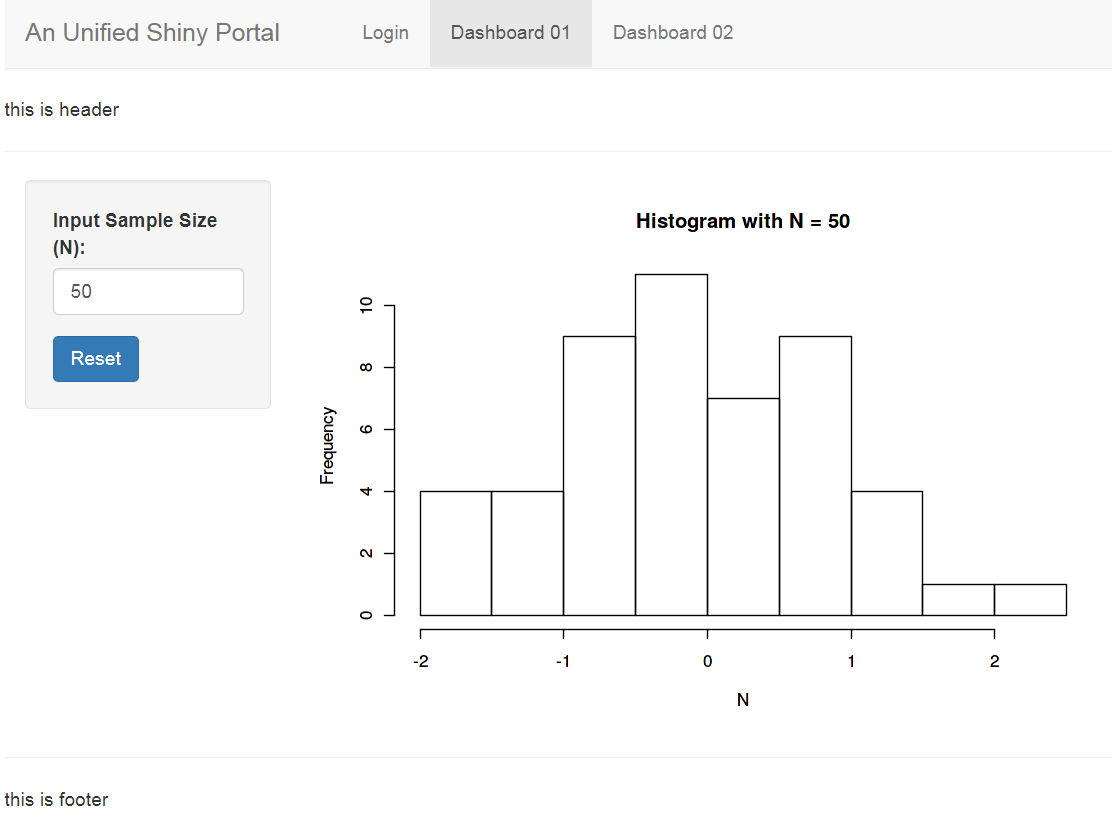 An Unified Shiny Portal Login Dashboard 01 Dashboard 02
this is header
Input Sample Size
(N):
50
Reset
Histogram with N = 50
Frequency
10
8
6
4
2
0
-2 -1 0 1 2
N
this is footer